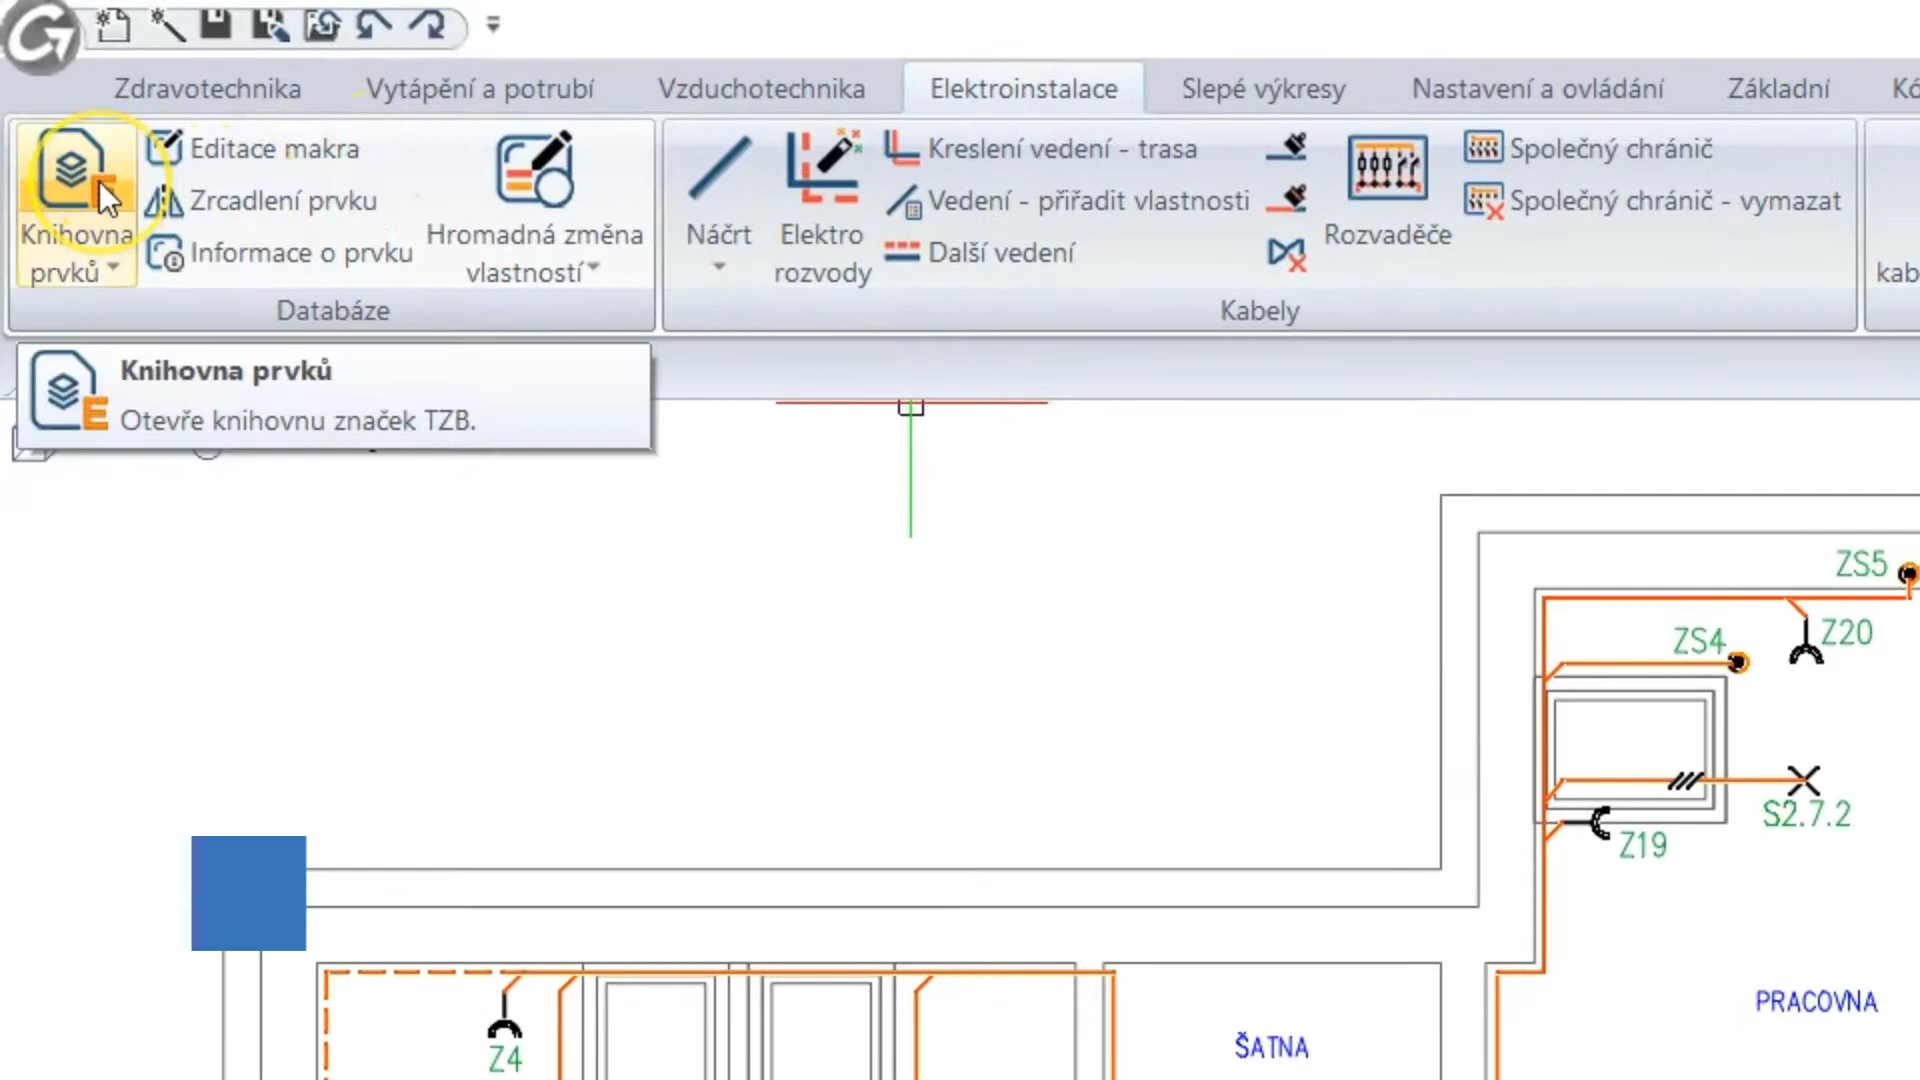 Zdravotechnika
Vytápění a potrubí
Vzduchotechnika
Elektroinstalace
Slepé výkresy
Nastavení a ovládání
Základní
Kó
Knihovna
prvků
Editace makra
Zrcadlení prvku
Informace o prvku
Hromadná změna
vlastností
Databáze
Náčrt
Elektro
rozvody
Kreslení vedení - trasa
Vedení - přiřadit vlastnosti
Další vedení
Rozvaděče
Společný chránič
Společný chránič - vymazat
Kabely
kab
Knihovna prvků
E
Otevře knihovnu značek TZB.
ZS5
Z20
ZS4
S2.7.2
Z19
PRACOVNA
ŠATNA
Z4